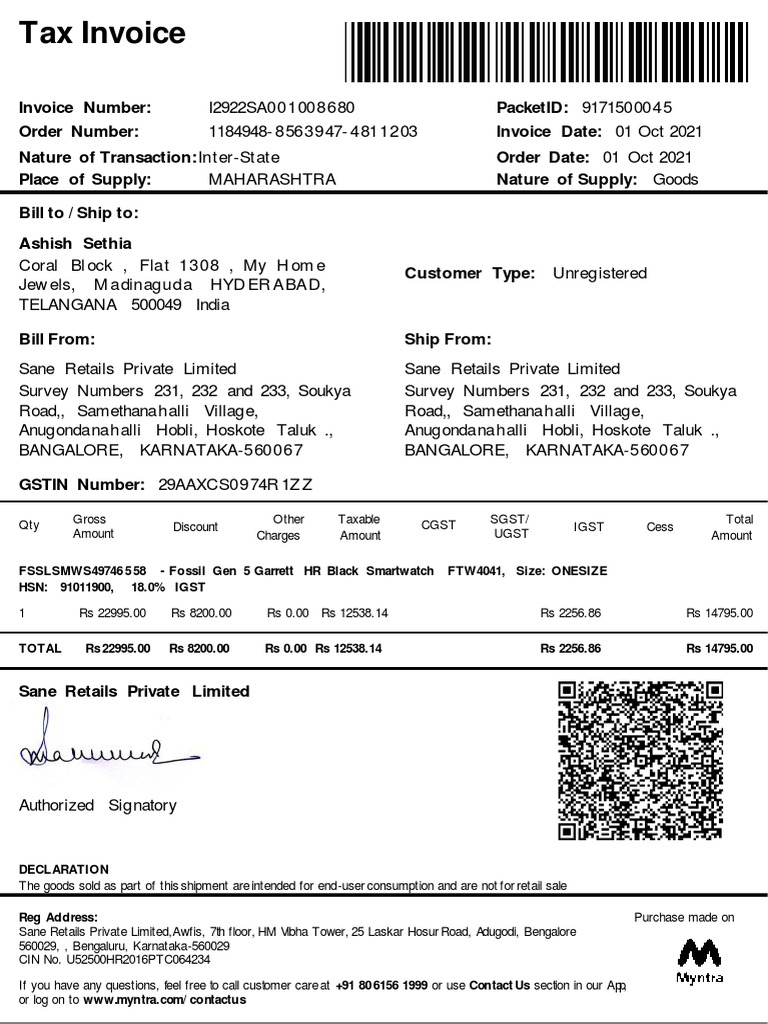 Tax Invoice
Invoice Number: I2922SA001008680 PacketID: 9171500045
Order Number: 1184948-8563947-4811203 Invoice Date: 01 Oct 2021
Nature of Transaction: Inter-State Order Date: 01 Oct 2021
Place of Supply: MAHARASHTRA Nature of Supply: Goods
Bill to / Ship to:
Ashish Sethia
Coral Block , Flat 1308 , My Home
Jewels, Madinaguda HYDERABAD,
TELANGANA 500049 India
Customer Type: Unregistered
Bill From:
Sane Retails Private Limited
Survey Numbers 231, 232 and 233, Soukya
Road,, Samethanahalli Village,
Anugondanahalli Hobli, Hoskote Taluk .,
BANGALORE, KARNATAKA-560067
Ship From:
Sane Retails Private Limited
Survey Numbers 231, 232 and 233, Soukya
Road,, Samethanahalli Village,
Anugondanahalli Hobli, Hoskote Taluk .,
BANGALORE, KARNATAKA-560067
GSTIN Number: 29AAXCS0974R1ZZ
Qty Gross Amount Discount Other Charges Taxable Amount CGST SGST/ UGST IGST Cess Total Amount
FSSLSMWS49746558 - Fossil Gen 5 Garrett HR Black Smartwatch FTW4041, Size: ONESIZE
HSN: 91011900, 18.0% IGST
1 Rs 22995.00 Rs 8200.00 Rs 0.00 Rs 12538.14 Rs 2256.86 Rs 14795.00
TOTAL Rs 22995.00 Rs 8200.00 Rs 0.00 Rs 12538.14 Rs 2256.86 Rs 14795.00
Sane Retails Private Limited
Authorized Signatory
DECLARATION
The goods sold as part of this shipment are intended for end-user consumption and are not for retail sale
Reg Address:
Sane Retails Private Limited,Awfis, 7th floor, HM Vibha Tower, 25 Laskar Hosur Road, Adugodi, Bengalore
560029, , Bengaluru, Karnataka-560029
CIN No. U52500HR2016PTC064234
Purchase made on
Myntra
If you have any questions, feel free to call customer care at +91 80 6156 1999 or use Contact Us section in our App,
or log on to www.myntra.com/ contactus